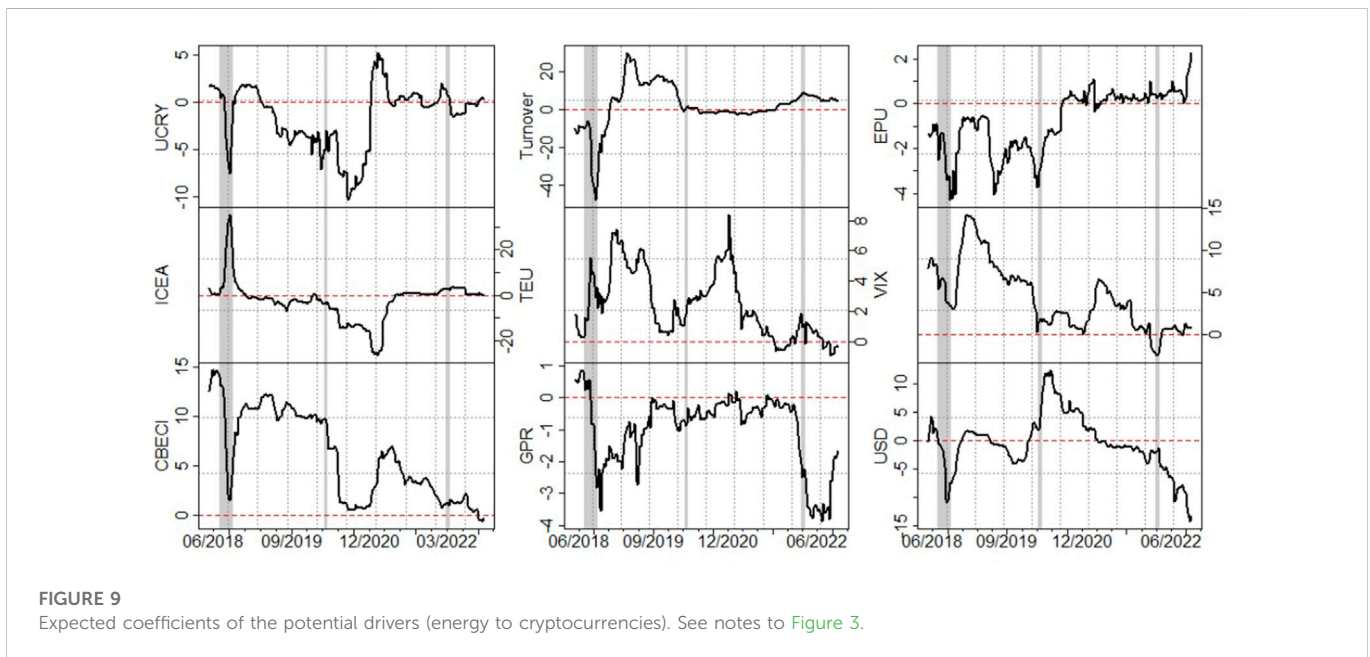 5
0
-5
-10
UCRY
20
0
-20
-40
Turnover
2
0
-2
-4
EPU
20
0
-20
ICEA
8
6
4
2
0
TEU
15
10
5
0
VIX
15
10
5
0
CBECI
1
0
-1
-2
-3
-4
GPR
10
5
0
-5
15
USD
06/2018 09/2019 12/2020 03/2022
06/2018 09/2019 12/2020 06/2022
06/2018 09/2019 12/2020 06/2022
FIGURE 9
Expected coefficients of the potential drivers (energy to cryptocurrencies). See notes to Figure 3.